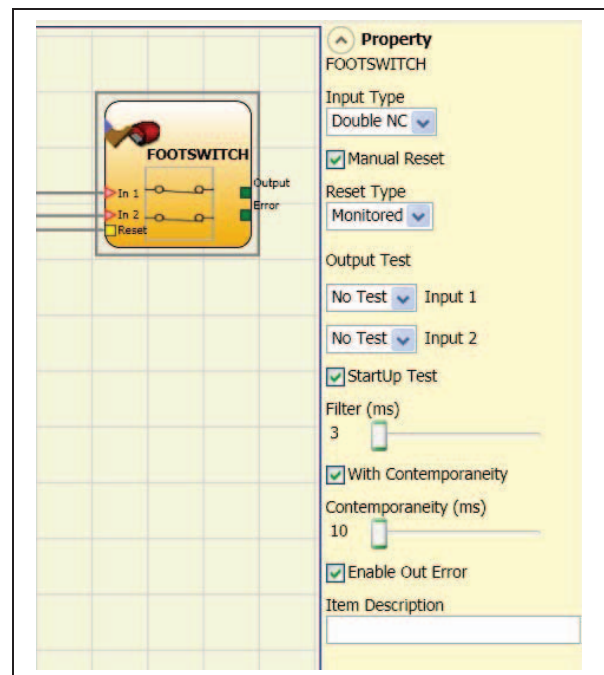 FOOTSWITCH
In 1
In 2
Reset
Output
Error
Property
FOOTSWITCH
Input Type
Double NC
Manual Reset
Reset Type
Monitored
Output Test
No Test Input 1
No Test Input 2
StartUp Test
Filter (ms)
3
With Contemporaneity
Contemporaneity (ms)
10
Enable Out Error
Item Description